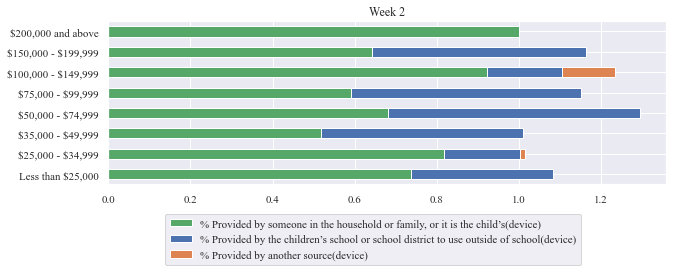 Week 2
$200,000 and above
$150,000 - $199,999
$100,000 - $149,999
$75,000 - $99,999
$50,000 - $74,999
$35,000 - $49,999
$25,000 - $34,999
Less than $25,000
0.0 0.2 0.4 0.6 0.8 1.0 1.2
% Provided by someone in the household or family, or it is the child’s(device)
% Provided by the children’s school or school district to use outside of school(device)
% Provided by another source(device)